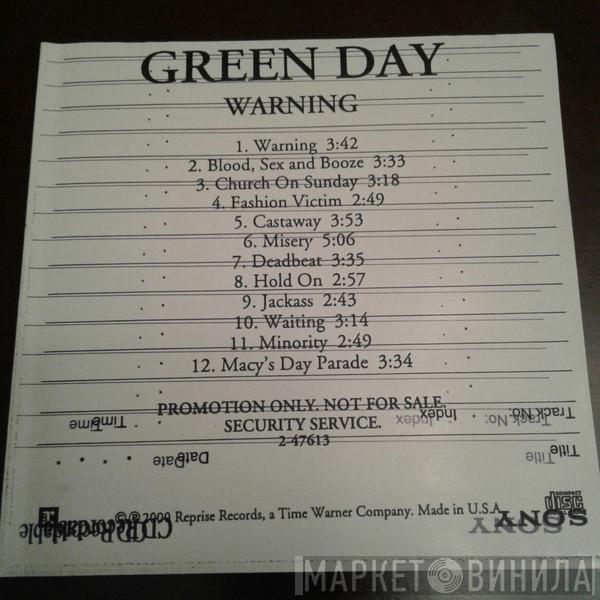 GREEN DAY
WARNING
1. Warning 3:42
2. Blood, Sex and Booze 3:33
3. Church On Sunday 3:18
4. Fashion Victim 2:49
5. Castaway 3:53
6. Misery 5:06
7. Deadbeat 3:35
8. Hold On 2:57
9. Jackass 2:43
10. Waiting 3:14
11. Minority 2:49
12. Macy's Day Parade 3:34
PROMOTION ONLY. NOT FOR SALE.
Time Index Track No:
SECURITY SERVICE.
2-47613
Date Title
℗©2000 Reprise Records, a Time Warner Company. Made in U.S.A.
CD-Recordable SONY
МАРКЕТ ВИНИЛА